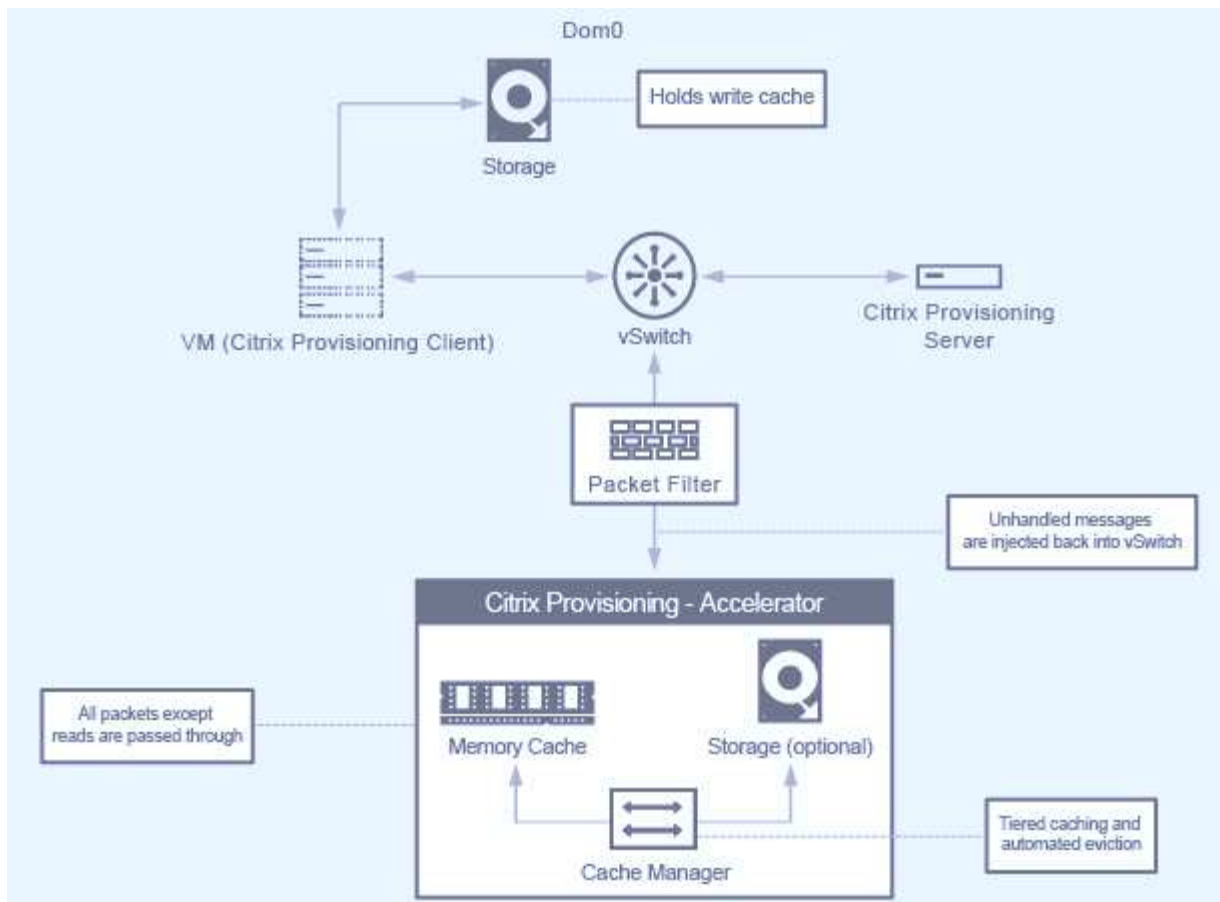 Dom0
Holds write cache
Storage
VM (Citrix Provisioning Client)
vSwitch
Citrix Provisioning
Server
Packet Filter
Unhandled messages
are injected back into vSwitch
Citrix Provisioning - Accelerator
All packets except
reads are passed through
Memory Cache
Storage (optional)
Tiered caching and
automated eviction
Cache Manager